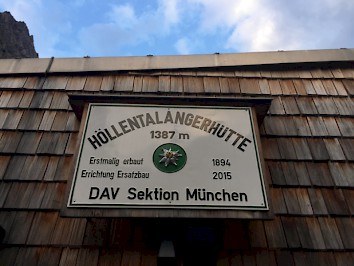 HÖLLENTALANGERHÜTTE
1387 m
Erstmalig erbaut 1894
Errichtung Ersatzbau 2015
DAV Sektion München